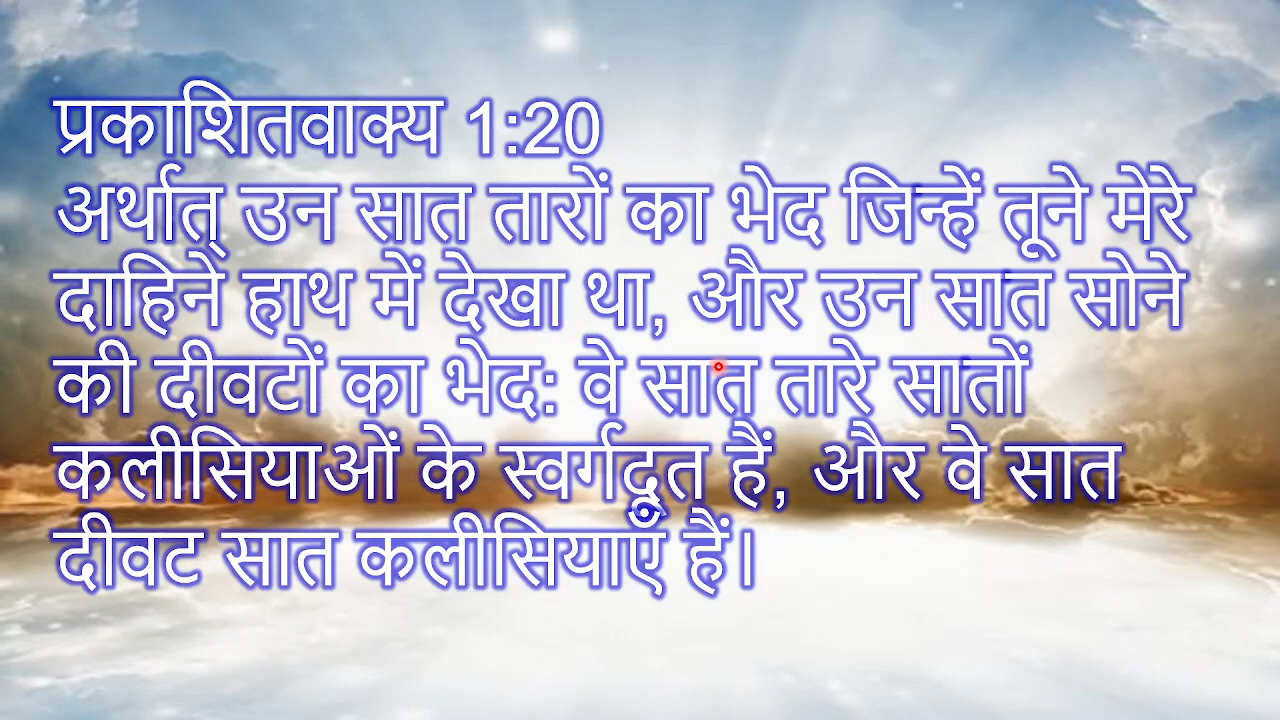 प्रकाशितवाक्य 1:20
अर्थात् उन सात तारों का भेद जिन्हें तूने मेरे
दाहिने हाथ में देखा था, और उन सात सोने
की दीवटों का भेद: वे सात तारे सातों
कलीसियाओं के स्वर्गदूत हैं, और वे सात
दीवट सात कलीसियाएँ हैं।